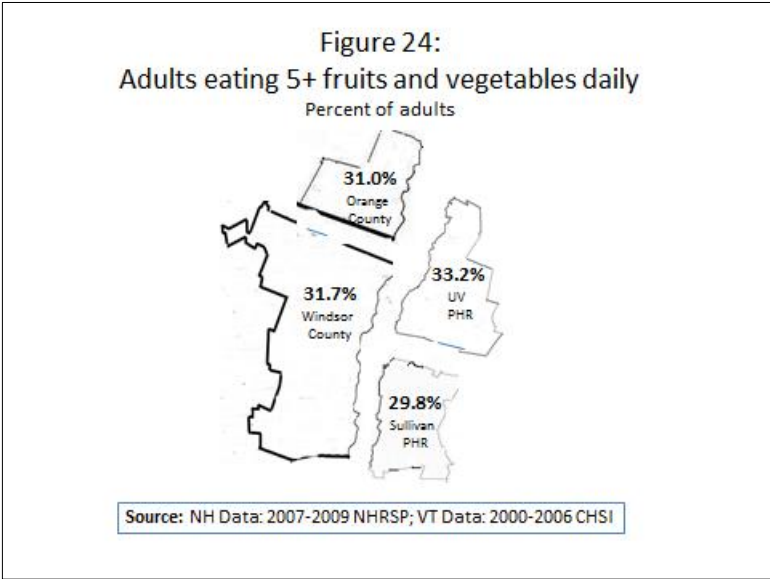 Figure 24:
Adults eating 5+ fruits and vegetables daily
Percent of adults
31.0%
Orange
County
33.2%
UV
PHR
31.7%
Windsor
County
29.8%
Sullivan
PHR
Source: NH Data: 2007-2009 NHRSP; VT Data: 2000-2006 CHSI